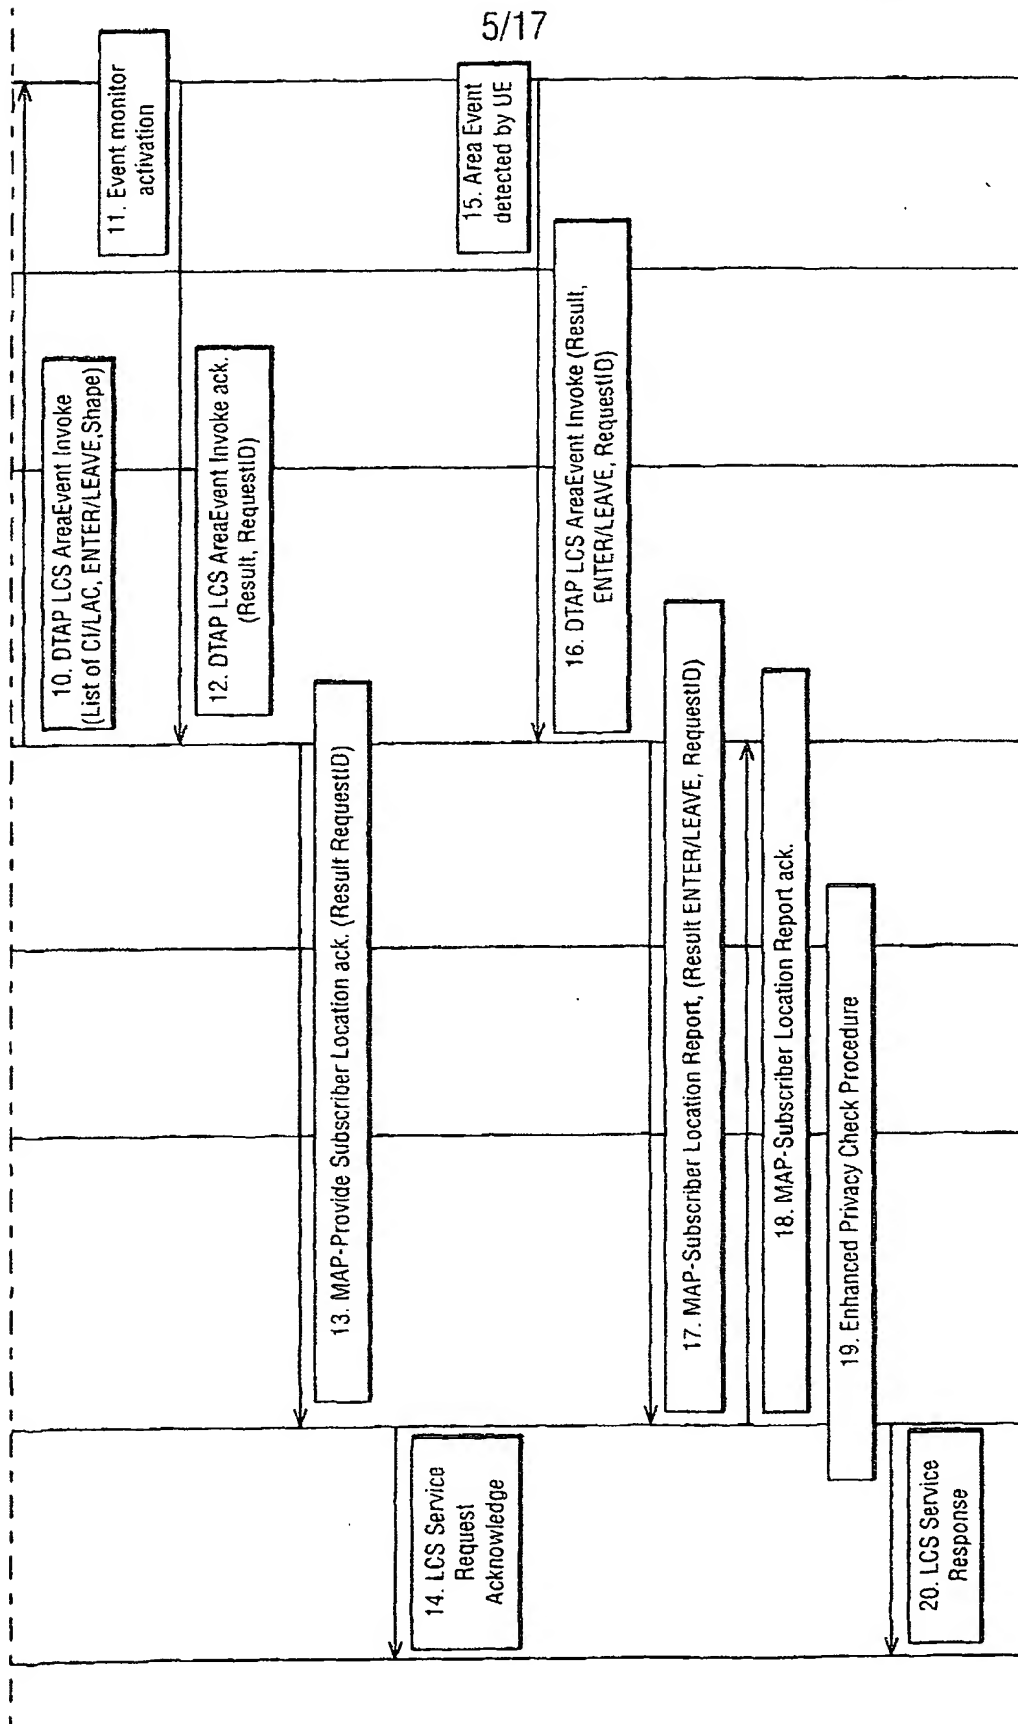 5/17
10. DTAP LCS AreaEvent Invoke
(List of CI/LAC, ENTER/LEAVE,Shape)
11. Event monitor
activation
12. DTAP LCS AreaEvent Invoke ack.
(Result, RequestID)
13. MAP-Provide Subscriber Location ack. (Result RequestID)
14. LCS Service
Request
Acknowledge
15. Area Event
detected by UE
16. DTAP LCS AreaEvent Invoke (Result,
ENTER/LEAVE, RequestID)
17. MAP-Subscriber Location Report, (Result ENTER/LEAVE, RequestID)
18. MAP-Subscriber Location Report ack.
19. Enhanced Privacy Check Procedure
20. LCS Service
Response